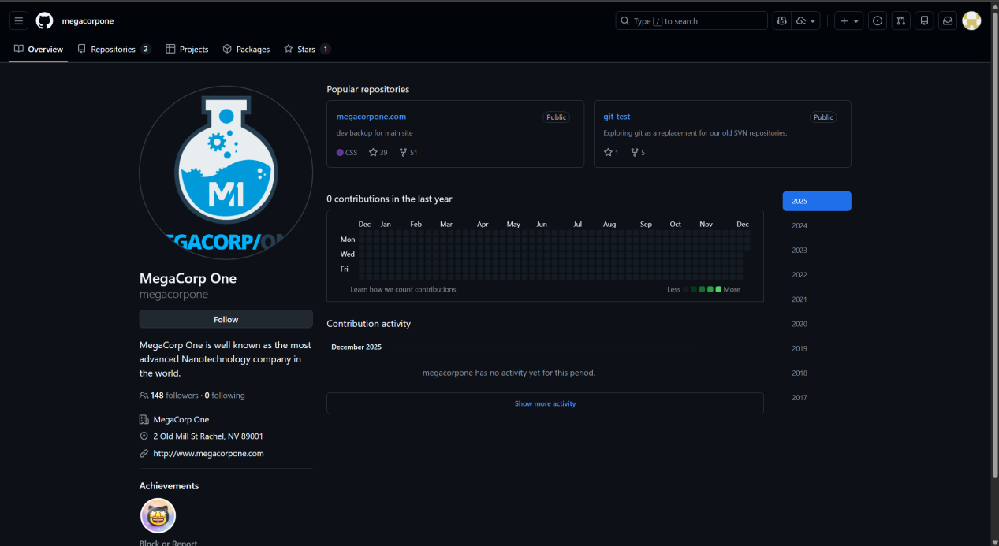 megacorpone
Type / to search
Overview
Repositories 2
Projects
Packages
Stars 1
M1
GACORP/
MegaCorp One
megacorpone
Follow
MegaCorp One is well known as the most
advanced Nanotechnology company in
the world.
148 followers · 0 following
MegaCorp One
2 Old Mill St Rachel, NV 89001
http://www.megacorpone.com
Achievements
Block or Report
Popular repositories
megacorpone.com Public
dev backup for main site
CSS 39 51
git-test Public
Exploring git as a replacement for our old SVN repositories.
1 5
0 contributions in the last year
Dec Jan Feb Mar Apr May Jun Jul Aug Sep Oct Nov Dec
Mon
Wed
Fri
Learn how we count contributions
Less More
Contribution activity
December 2025
megacorpone has no activity yet for this period.
Show more activity
2025
2024
2023
2022
2021
2020
2019
2018
2017